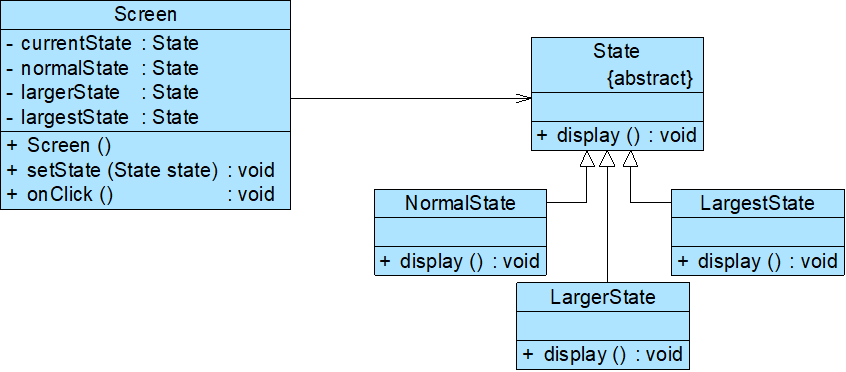 Screen
- currentState : State
- normalState : State
- largerState : State
- largestState : State
+ Screen ()
+ setState (State state) : void
+ onClick () : void
State
{abstract}
+ display () : void
NormalState
+ display () : void
LargerState
+ display () : void
LargestState
+ display () : void